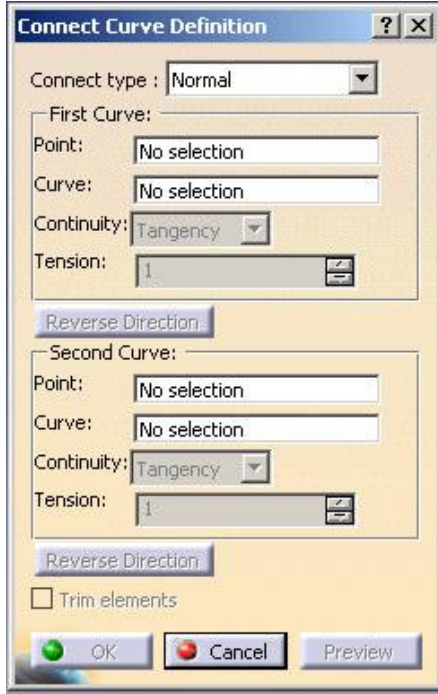 Connect Curve Definition ? X
Connect type : Normal
First Curve:
Point: No selection
Curve: No selection
Continuity: Tangency
Tension: 1
Reverse Direction
Second Curve:
Point: No selection
Curve: No selection
Continuity: Tangency
Tension: 1
Reverse Direction
Trim elements
OK Cancel Preview